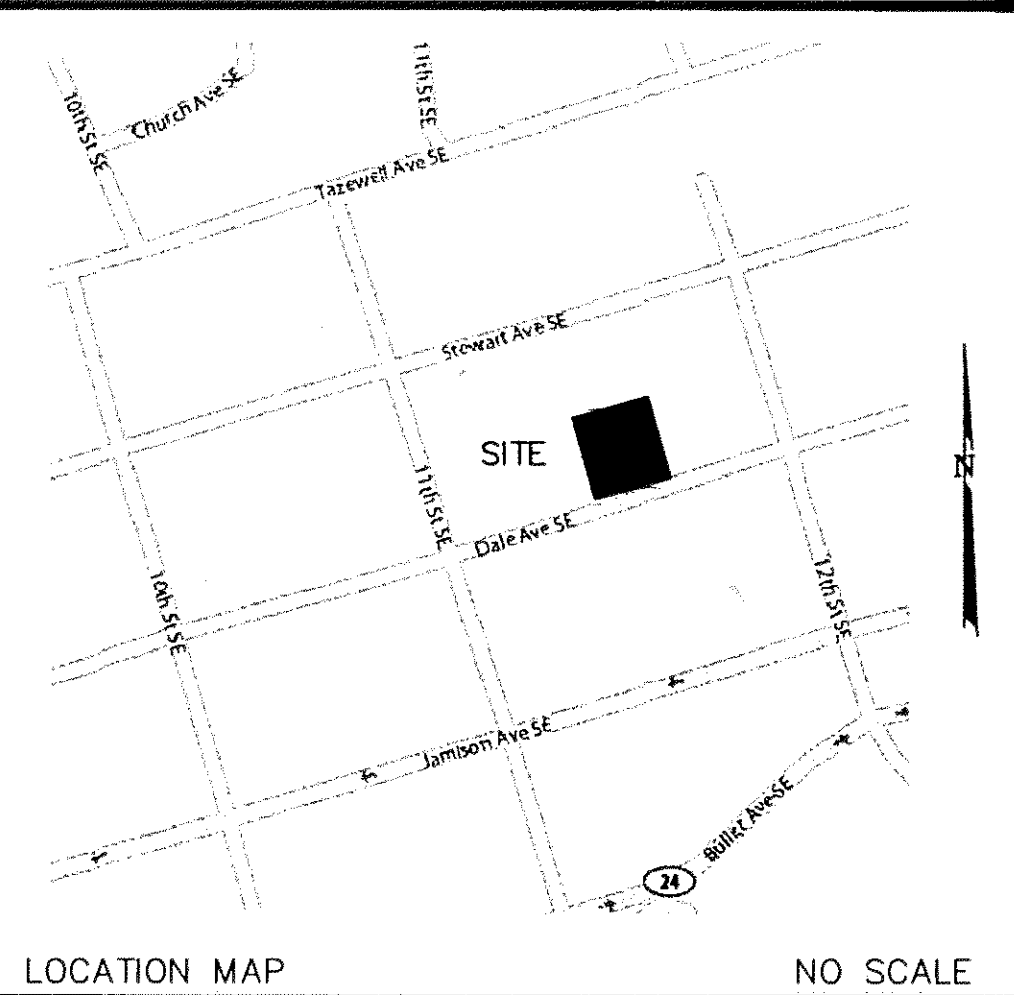 10th St SE
Church Ave SE
11th St SE
Tazewell Ave SE
Stewart Ave SE
SITE
N
11th St SE
Dale Ave SE
10th St SE
12th St SE
Jamison Ave SE
Bullitt Ave SE
24
LOCATION MAP
NO SCALE